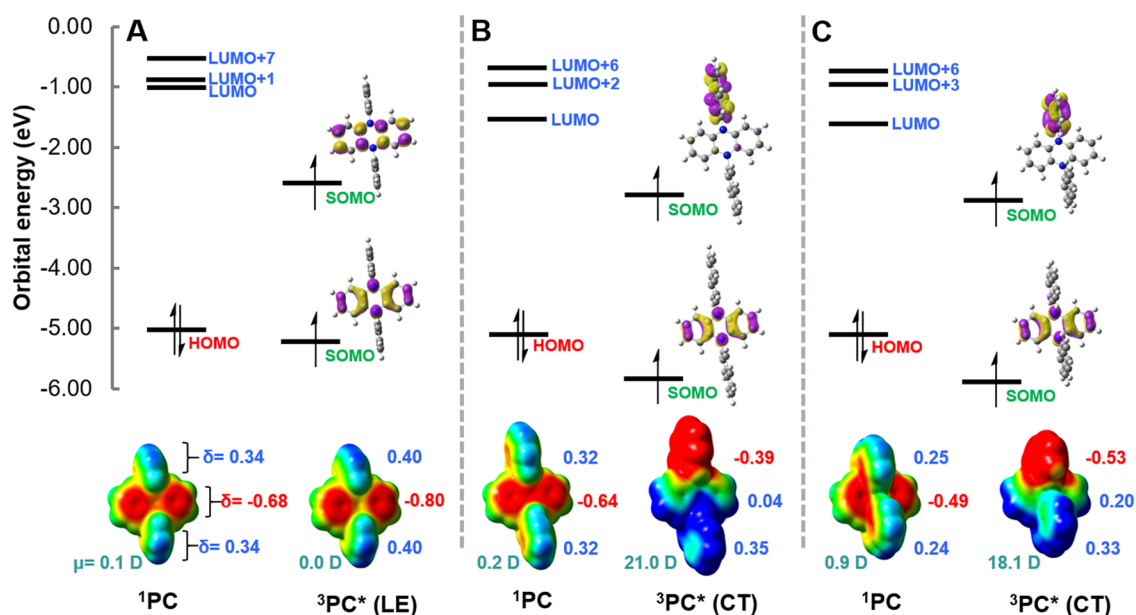 A
B
C
Orbital energy (eV)
0.00
-1.00
-2.00
-3.00
-4.00
-5.00
-6.00
LUMO+7
LUMO+1
LUMO
SOMO
HOMO
SOMO
LUMO+6
LUMO+2
LUMO
SOMO
HOMO
SOMO
LUMO+6
LUMO+3
LUMO
SOMO
HOMO
SOMO
δ= 0.34
δ= -0.68
δ= 0.34
μ= 0.1 D
0.40
-0.80
0.40
0.0 D
0.32
-0.64
0.32
0.2 D
-0.39
0.04
0.35
21.0 D
0.25
-0.49
0.24
0.9 D
-0.53
0.20
0.33
18.1 D
¹PC
³PC* (LE)
¹PC
³PC* (CT)
¹PC
³PC* (CT)